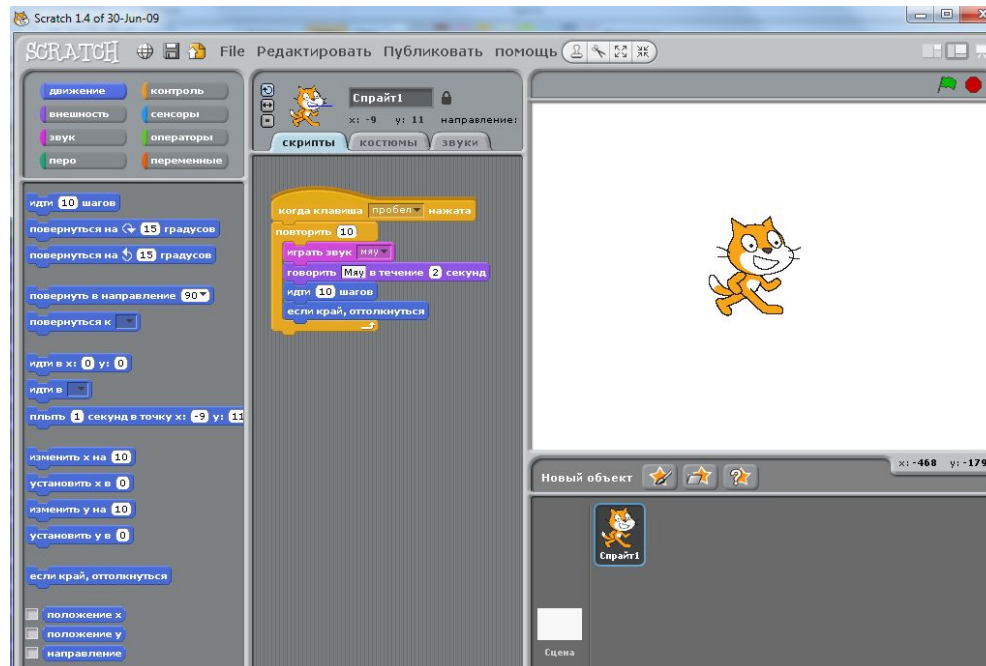 Scratch 1.4 of 30-Jun-09
SCRATCH File Редактировать Публиковать помощь
движение контроль
внешность сенсоры
звук операторы
перо переменные
Спрайт1
x: -9 y: 11 направление:
скрипты костюмы звуки
идти 10 шагов
повернуться на 15 градусов
повернуться на 15 градусов
повернуть в направление 90
повернуться к
идти в x: 0 y: 0
идти в
плыть 1 секунд в точку x: -9 y: 11
изменить x на 10
установить x в 0
изменить y на 10
установить y в 0
если край, оттолкнуться
положение x
положение y
направление
когда клавиша пробел нажата
повторить 10
играть звук мяу
говорить Мяу в течение 2 секунд
идти 10 шагов
если край, оттолкнуться
x: -468 y: -179
Новый объект
Спрайт1
Сцена